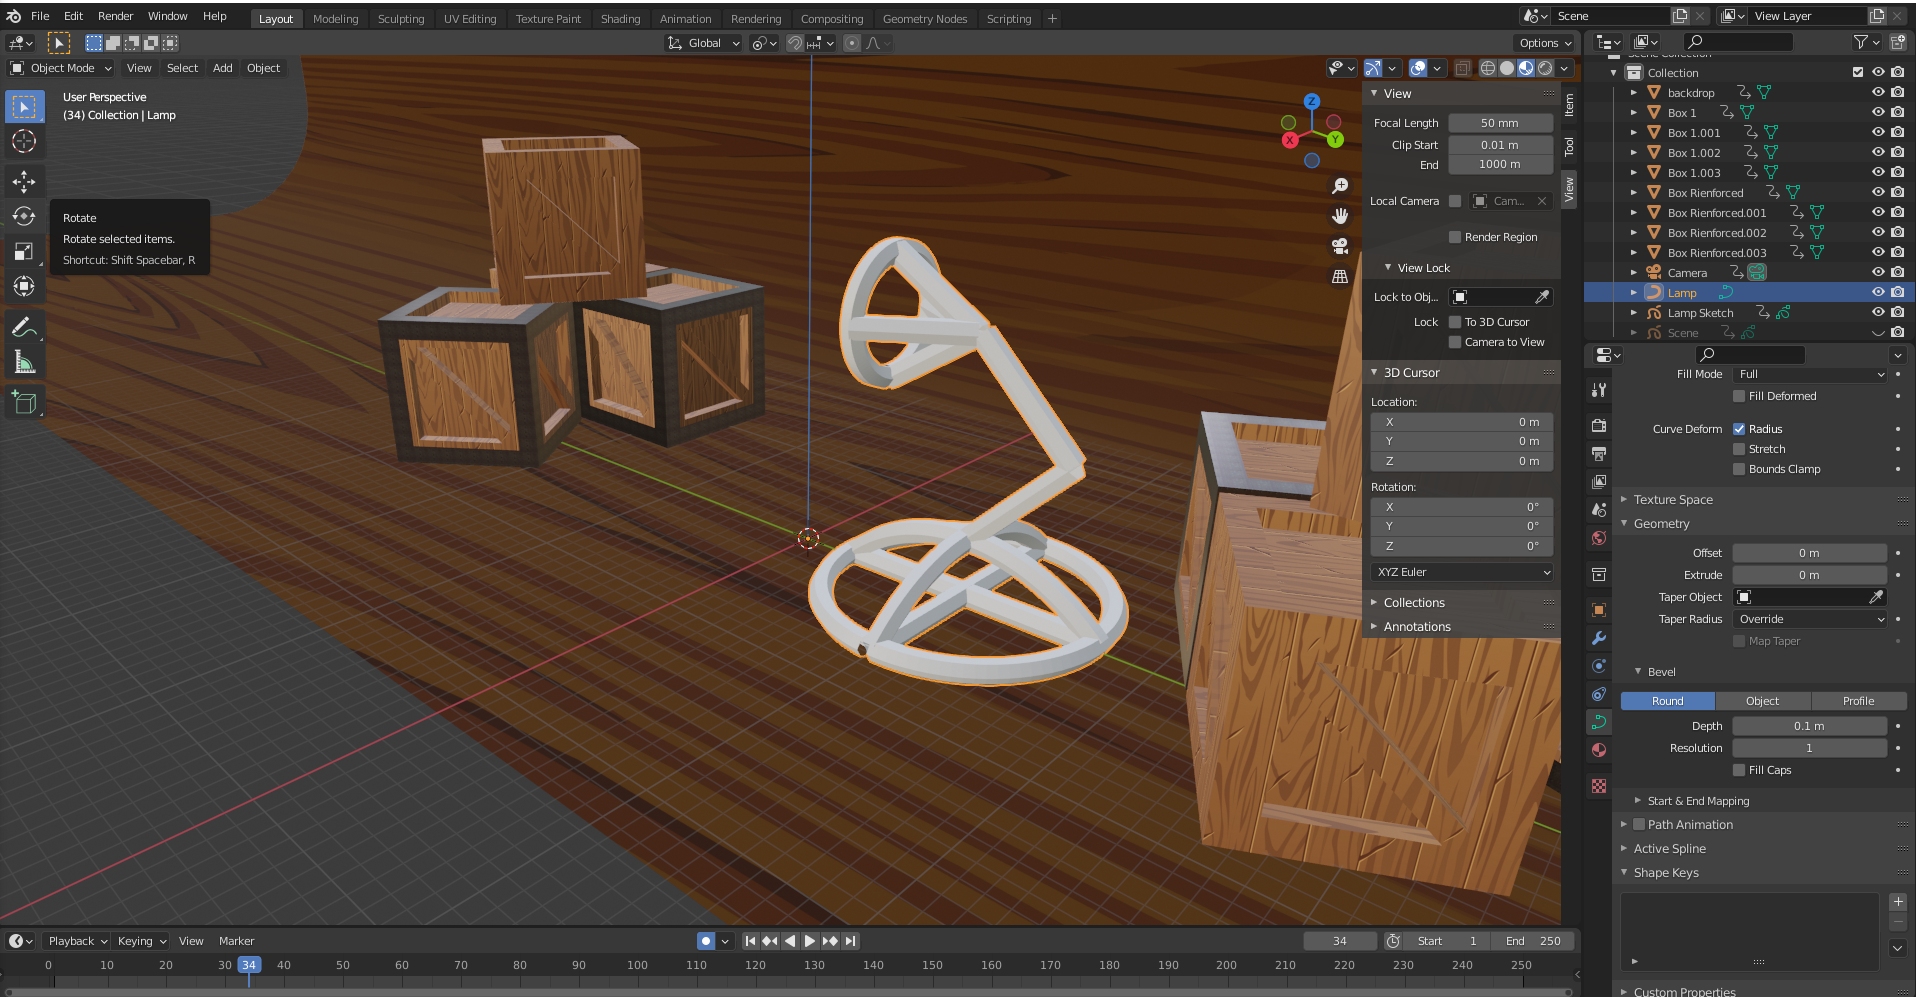 File Edit Render Window Help
Layout Modeling Sculpting UV Editing Texture Paint Shading Animation Rendering Compositing Geometry Nodes Scripting +
Scene
View Layer
Global
Options
Object Mode View Select Add Object
User Perspective
(34) Collection | Lamp
Rotate
Rotate selected items.
Shortcut: Shift Spacebar, R
Z
X
Y
View
Focal Length 50 mm
Clip Start 0.01 m
End 1000 m
Local Camera Cam...
Render Region
View Lock
Lock to Obj...
Lock To 3D Cursor
Camera to View
3D Cursor
Location:
X 0 m
Y 0 m
Z 0 m
Rotation:
X 0°
Y 0°
Z 0°
XYZ Euler
Collections
Annotations
Item
Tool
View
Collection
backdrop
Box 1
Box 1.001
Box 1.002
Box 1.003
Box Rienforced
Box Rienforced.001
Box Rienforced.002
Box Rienforced.003
Camera
Lamp
Lamp Sketch
Scene
Fill Mode Full
Fill Deformed
Curve Deform Radius
Stretch
Bounds Clamp
Texture Space
Geometry
Offset 0 m
Extrude 0 m
Taper Object
Taper Radius Override
Map Taper
Bevel
Round Object Profile
Depth 0.1 m
Resolution 1
Fill Caps
Start & End Mapping
Path Animation
Active Spline
Shape Keys
Custom Properties
Playback Keying View Marker
34
Start 1
End 250
0 10 20 30 34 40 50 60 70 80 90 100 110 120 130 140 150 160 170 180 190 200 210 220 230 240 250